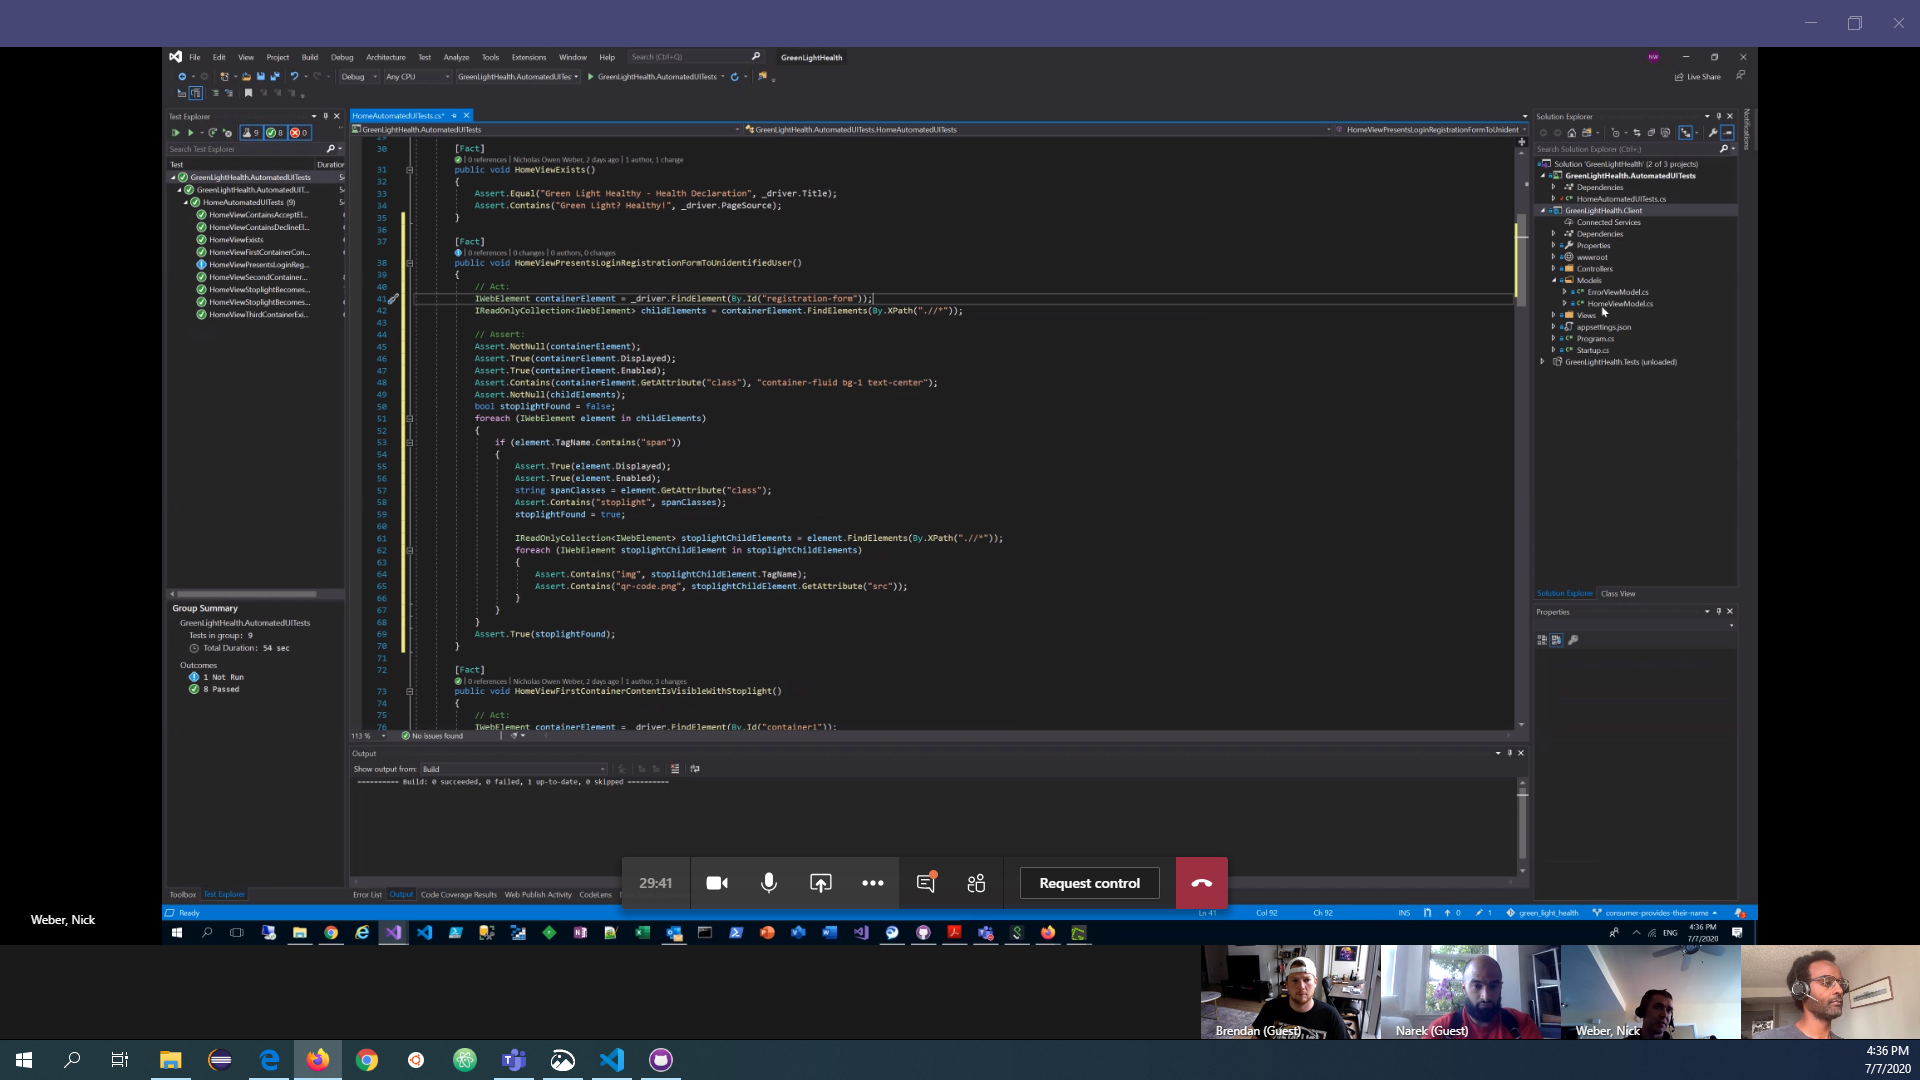 File Edit View Project Build Debug Architecture Test Analyze Tools Extensions Window Help Search (Ctrl+Q) GreenLightHealth NW
Debug Any CPU GreenLightHealth.AutomatedUITes GreenLightHealth.AutomatedUITests Live Share
Test Explorer
9 8 0
Search Test Explorer
Test Duratio
GreenLightHealth.AutomatedUITests
GreenLightHealth.AutomatedUIT...
HomeAutomatedUITests (9)
HomeViewContainsAcceptEl...
HomeViewContainsDeclineEl...
HomeViewExists
HomeViewFirstContainerCon...
HomeViewPresentsLoginReg...
HomeViewSecondContainer...
HomeViewStoplightBecomes...
HomeViewStoplightBecomes...
HomeViewThirdContainerExi...
Group Summary
GreenLightHealth.AutomatedUITests
Tests in group: 9
Total Duration: 54 sec
Outcomes
1 Not Run
8 Passed
Toolbox Test Explorer
HomeAutomatedUITests.cs*
GreenLightHealth.AutomatedUITests GreenLightHealth.AutomatedUITests.HomeAutomatedUITests HomeViewPresentsLoginRegistrationFormToUnident
30 [Fact]
0 references | Nicholas Owen Weber, 2 days ago | 1 author, 1 change
31 public void HomeViewExists()
32 {
33 Assert.Equal("Green Light Healthy - Health Declaration", _driver.Title);
34 Assert.Contains("Green Light? Healthy!", _driver.PageSource);
35 }
36
37 [Fact]
0 references | 0 changes | 0 authors, 0 changes
38 public void HomeViewPresentsLoginRegistrationFormToUnidentifiedUser()
39 {
40 // Act:
41 IWebElement containerElement = _driver.FindElement(By.Id("registration-form"));
42 IReadOnlyCollection<IWebElement> childElements = containerElement.FindElements(By.XPath(".//*"));
43
44 // Assert:
45 Assert.NotNull(containerElement);
46 Assert.True(containerElement.Displayed);
47 Assert.True(containerElement.Enabled);
48 Assert.Contains(containerElement.GetAttribute("class"), "container-fluid bg-1 text-center");
49 Assert.NotNull(childElements);
50 bool stoplightFound = false;
51 foreach (IWebElement element in childElements)
52 {
53 if (element.TagName.Contains("span"))
54 {
55 Assert.True(element.Displayed);
56 Assert.True(element.Enabled);
57 string spanClasses = element.GetAttribute("class");
58 Assert.Contains("stoplight", spanClasses);
59 stoplightFound = true;
60
61 IReadOnlyCollection<IWebElement> stoplightChildElements = element.FindElements(By.XPath(".//*"));
62 foreach (IWebElement stoplightChildElement in stoplightChildElements)
63 {
64 Assert.Contains("img", stoplightChildElement.TagName);
65 Assert.Contains("qr-code.png", stoplightChildElement.GetAttribute("src"));
66 }
67 }
68 }
69 Assert.True(stoplightFound);
70 }
71
72 [Fact]
0 references | Nicholas Owen Weber, 2 days ago | 1 author, 3 changes
73 public void HomeViewFirstContainerContentIsVisibleWithStoplight()
74 {
75 // Act:
76 IWebElement containerElement = _driver.FindElement(By.Id("container1"));
113 % No issues found
Output
Show output from: Build
---------- Build: 0 succeeded, 0 failed, 1 up-to-date, 0 skipped ----------
Error List Output Code Coverage Results Web Publish Activity CodeLens
Solution Explorer
Search Solution Explorer (Ctrl+;)
Solution 'GreenLightHealth' (2 of 3 projects)
GreenLightHealth.AutomatedUITests
Dependencies
HomeAutomatedUITests.cs
GreenLightHealth.Client
Connected Services
Dependencies
Properties
wwwroot
Controllers
Models
ErrorViewModel.cs
HomeViewModel.cs
Views
appsettings.json
Program.cs
Startup.cs
GreenLightHealth.Tests (unloaded)
Solution Explorer Class View
Properties
Notifications
29:41 Request control
Ready Ln 41 Col 92 Ch 92 INS 0 1 green_light_health consumer-provides-their-name
Weber, Nick
ENG 4:36 PM
7/7/2020
Brendan (Guest) Narek (Guest) Weber, Nick
4:36 PM
7/7/2020